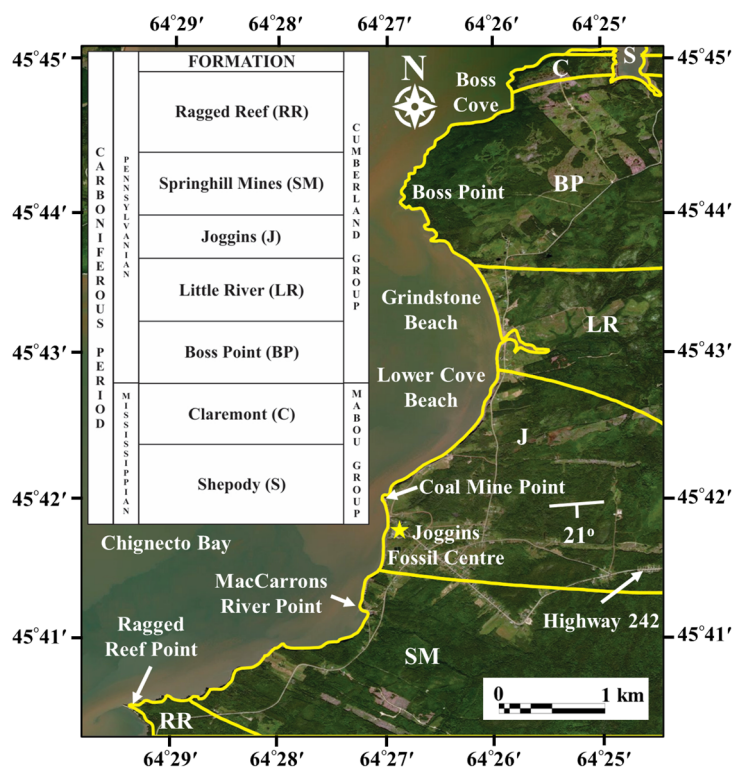 64°29′ 64°28′ 64°27′ 64°26′ 64°25′
45°45′ 45°45′
45°44′ 45°44′
45°43′ 45°43′
45°42′ 45°42′
45°41′ 45°41′
FORMATION
Ragged Reef (RR)
Springhill Mines (SM)
Joggins (J)
Little River (LR)
Boss Point (BP)
Claremont (C)
Shepody (S)
CARBONIFEROUS PERIOD
PENNSYLVANIAN
MISSISSIPPIAN
CUMBERLAND GROUP
MABOU GROUP
N
Boss
Cove
C
S
Boss Point
BP
Grindstone
Beach
LR
Lower Cove
Beach
J
Coal Mine Point
21°
Joggins
Fossil Centre
Chignecto Bay
MacCarrons
River Point
Highway 242
Ragged
Reef Point
SM
RR
0 1 km
64°29′ 64°28′ 64°27′ 64°26′ 64°25′